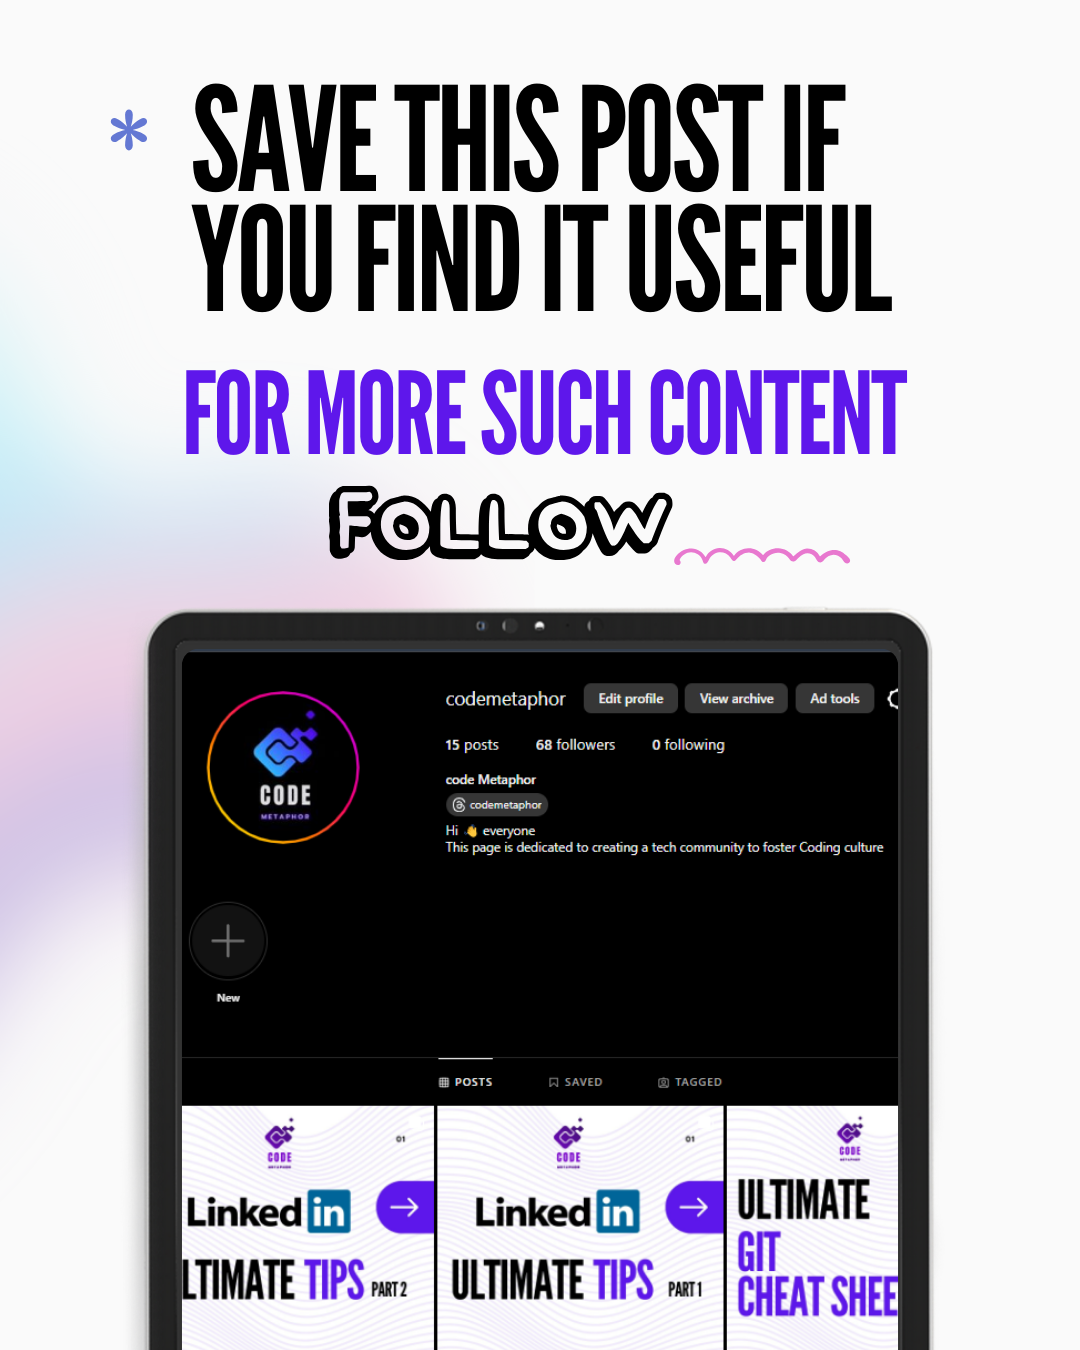 SAVE THIS POST IF
YOU FIND IT USEFUL
FOR MORE SUCH CONTENT
FOLLOW
codemetaphor Edit profile View archive Ad tools
15 posts 68 followers 0 following
code Metaphor
codemetaphor
Hi 👋 everyone
This page is dedicated to creating a tech community to foster Coding culture
CODE
METAPHOR
New
POSTS SAVED TAGGED
CODE
METAPHOR
01
Linked in
LTIMATE TIPS PART 2
CODE
METAPHOR
01
Linked in
ULTIMATE TIPS PART 1
CODE
METAPHOR
ULTIMATE
GIT
CHEAT SHEE